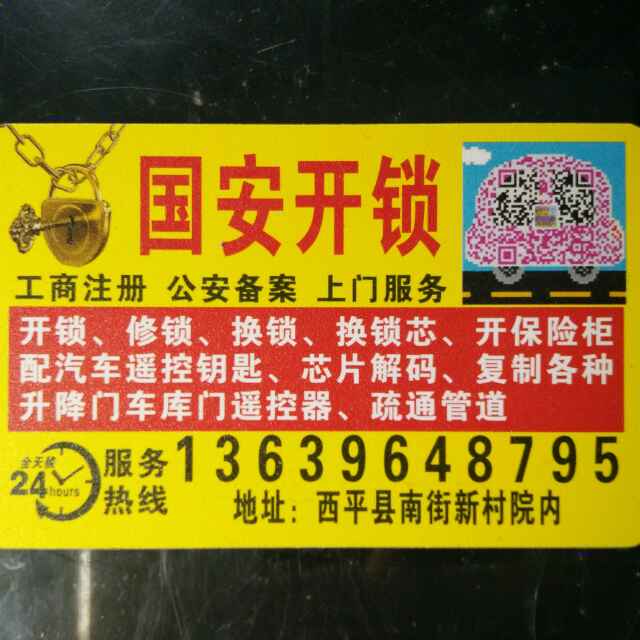 国安开锁
工商注册 公安备案 上门服务
开锁、修锁、换锁、换锁芯、开保险柜
配汽车遥控钥匙、芯片解码、复制各种
升降门车库门遥控器、疏通管道
全天候
24hours
服务热线
13639648795
地址：西平县南街新村院内